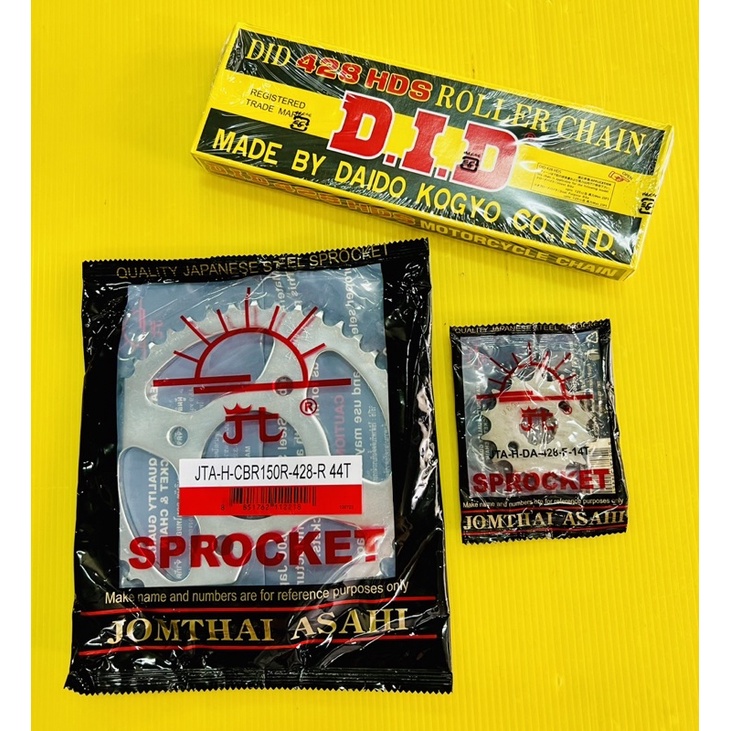 DID 428 HDS ROLLER CHAIN
REGISTERED
TRADE MARK
D.I.D
MADE BY DAIDO KOGYO CO. LTD.
MOTORCYCLE CHAIN
QUALITY JAPANESE STEEL SPROCKET
Jt ®
JTA-H-CBR150R-428-R 44T
SPROCKET
Make name and numbers are for reference purposes only
JOMTHAI ASAHI
QUALITY JAPANESE STEEL SPROCKET
Jt
JTA-H-DA-428-F-14T
SPROCKET
Make name and numbers are for reference purposes only
JOMTHAI ASAHI